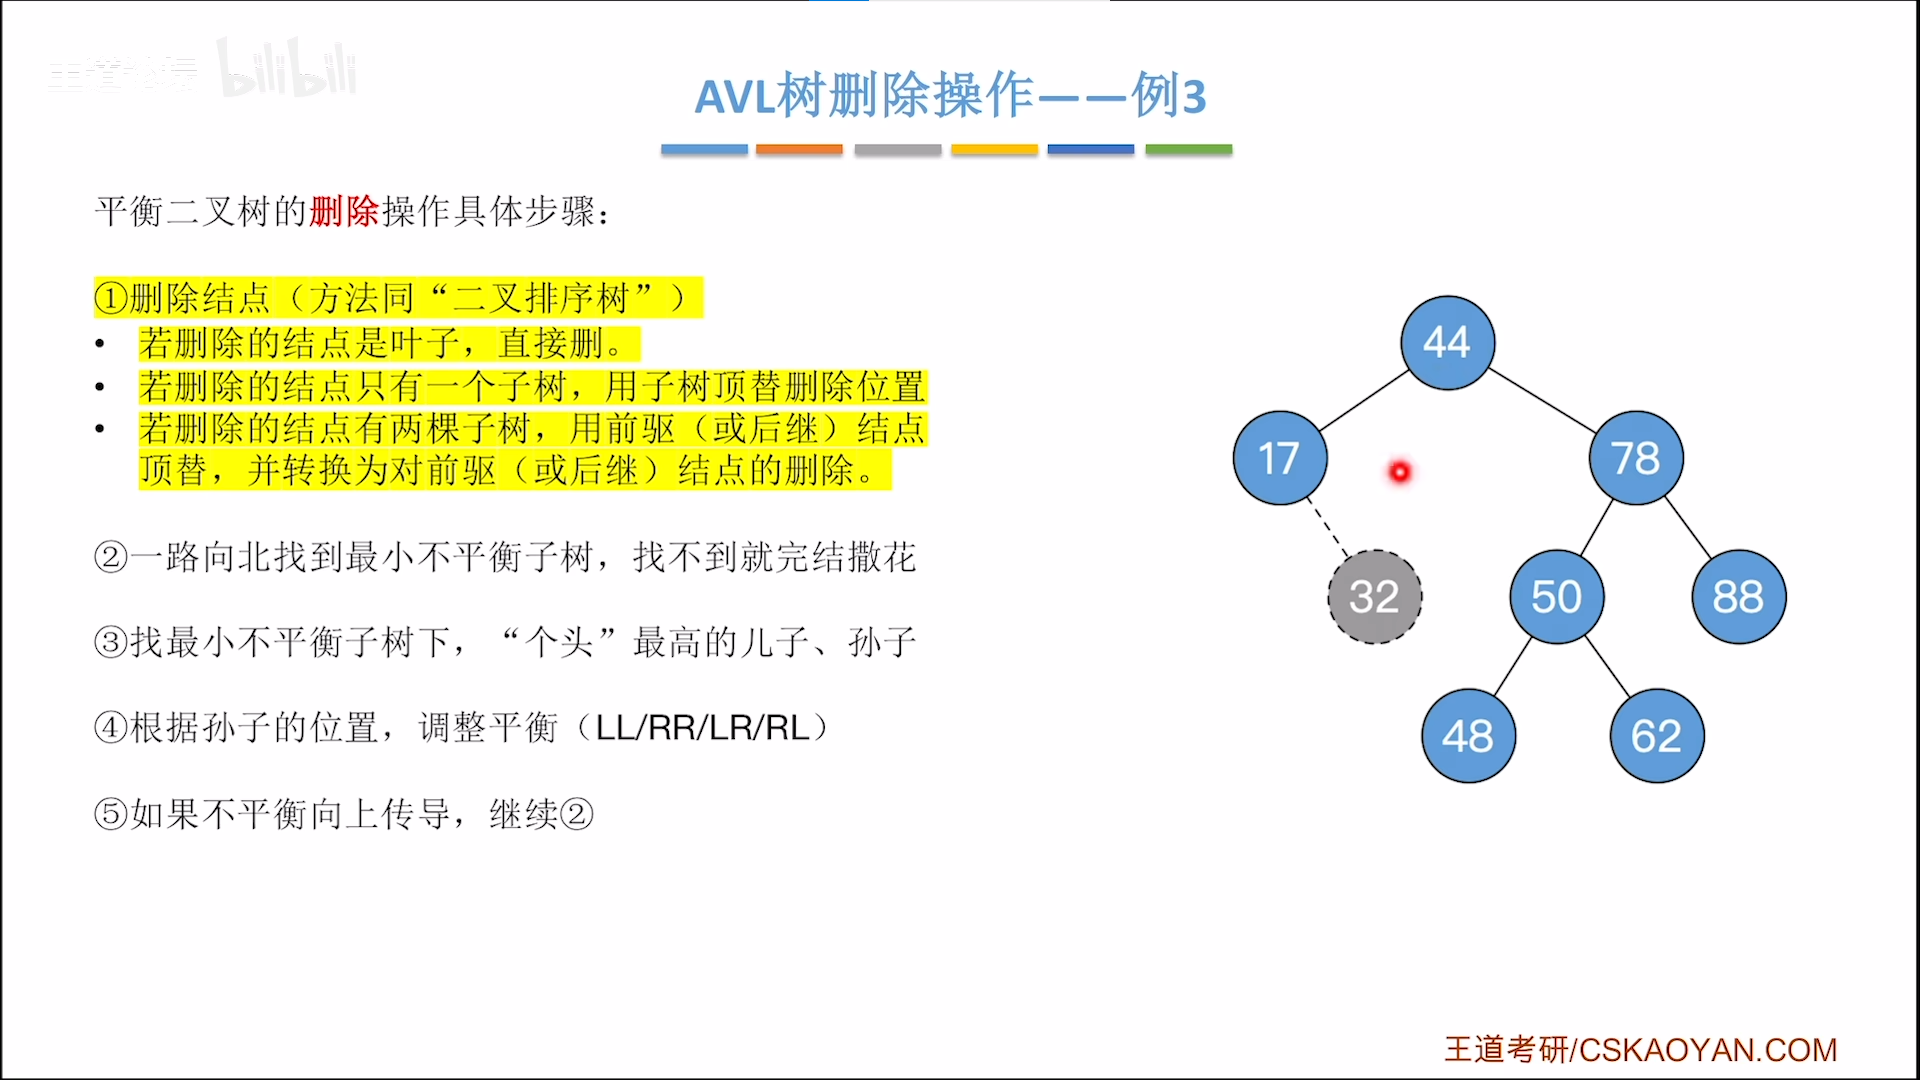 王道论坛 bilibili
AVL树删除操作——例3
平衡二叉树的删除操作具体步骤：
①删除结点（方法同“二叉排序树”）
• 若删除的结点是叶子，直接删。
• 若删除的结点只有一个子树，用子树顶替删除位置
• 若删除的结点有两棵子树，用前驱（或后继）结点
顶替，并转换为对前驱（或后继）结点的删除。
②一路向北找到最小不平衡子树，找不到就完结撒花
③找最小不平衡子树下，“个头”最高的儿子、孙子
④根据孙子的位置，调整平衡（LL/RR/LR/RL）
⑤如果不平衡向上传导，继续②
44
17
78
32
50
88
48
62
王道考研/CSKAOYAN.COM